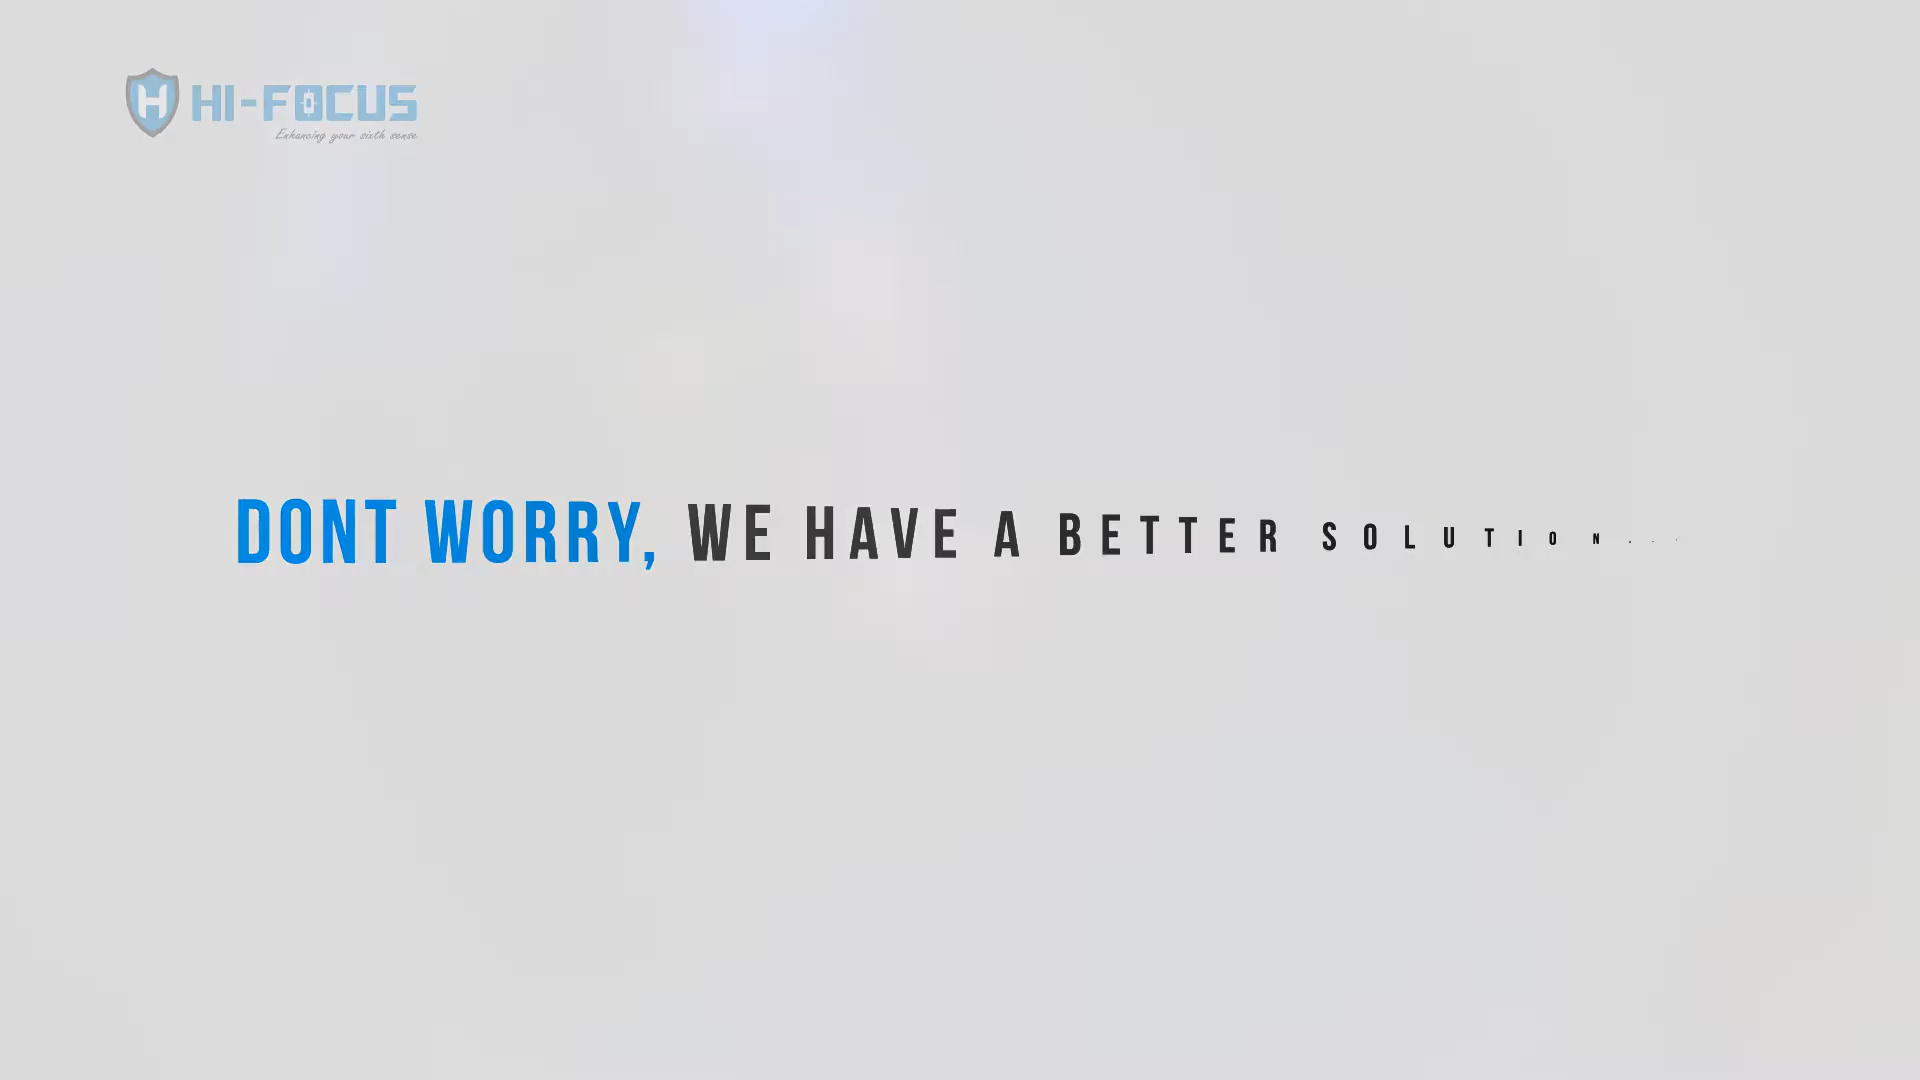 HI-FOCUS
Enhancing your sixth sense
DONT WORRY, WE HAVE A BETTER SOLUTION...